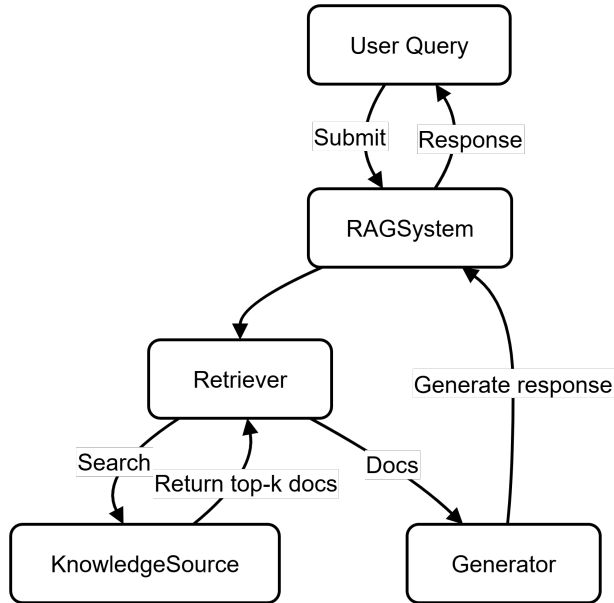 User Query
Submit
Response
RAGSystem
Retriever
Generate response
Search
Return top-k docs
Docs
KnowledgeSource
Generator